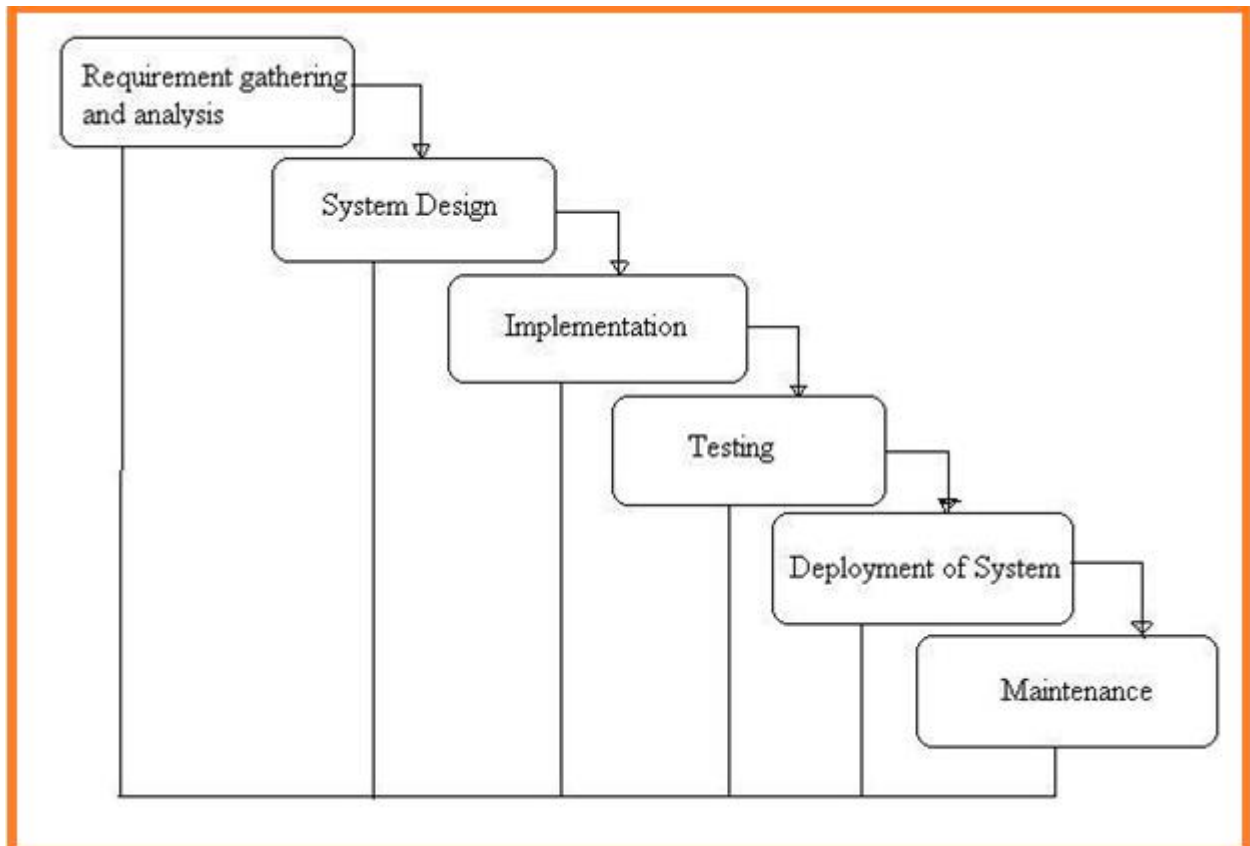 Requirement gathering
and analysis
System Design
Implementation
Testing
Deployment of System
Maintenance